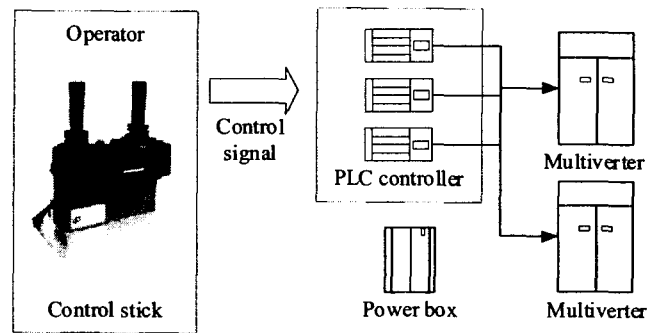 Operator
Control stick
Control
signal
PLC controller
Power box
Multiverter
Multiverter